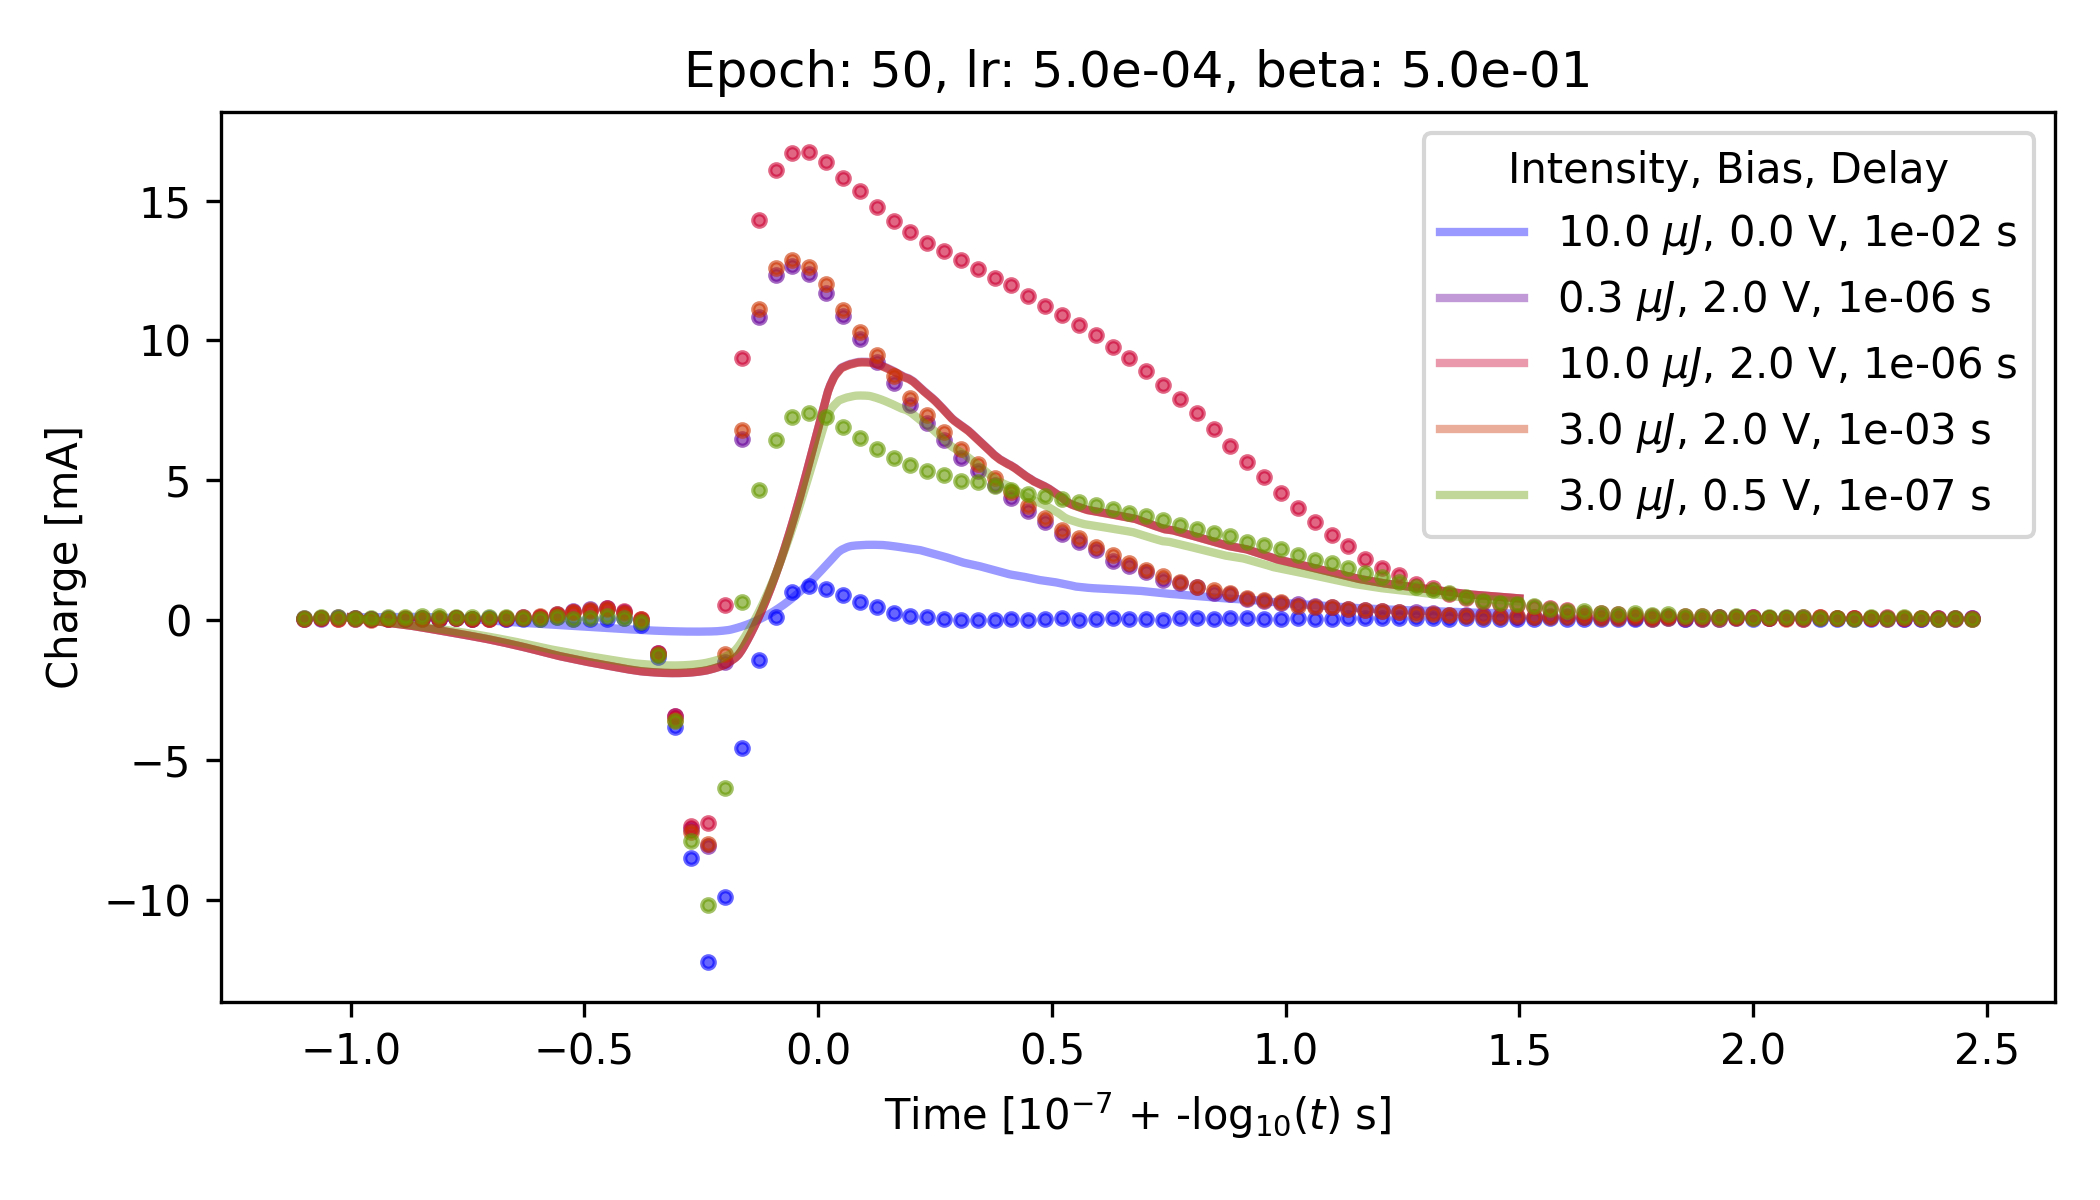 Epoch: 50, lr: 5.0e-04, beta: 5.0e-01
Intensity, Bias, Delay
10.0 μJ, 0.0 V, 1e-02 s
0.3 μJ, 2.0 V, 1e-06 s
10.0 μJ, 2.0 V, 1e-06 s
3.0 μJ, 2.0 V, 1e-03 s
3.0 μJ, 0.5 V, 1e-07 s
Charge [mA]
15
10
5
0
−5
−10
−1.0 −0.5 0.0 0.5 1.0 1.5 2.0 2.5
Time [10⁻⁷ + -log₁₀(t) s]